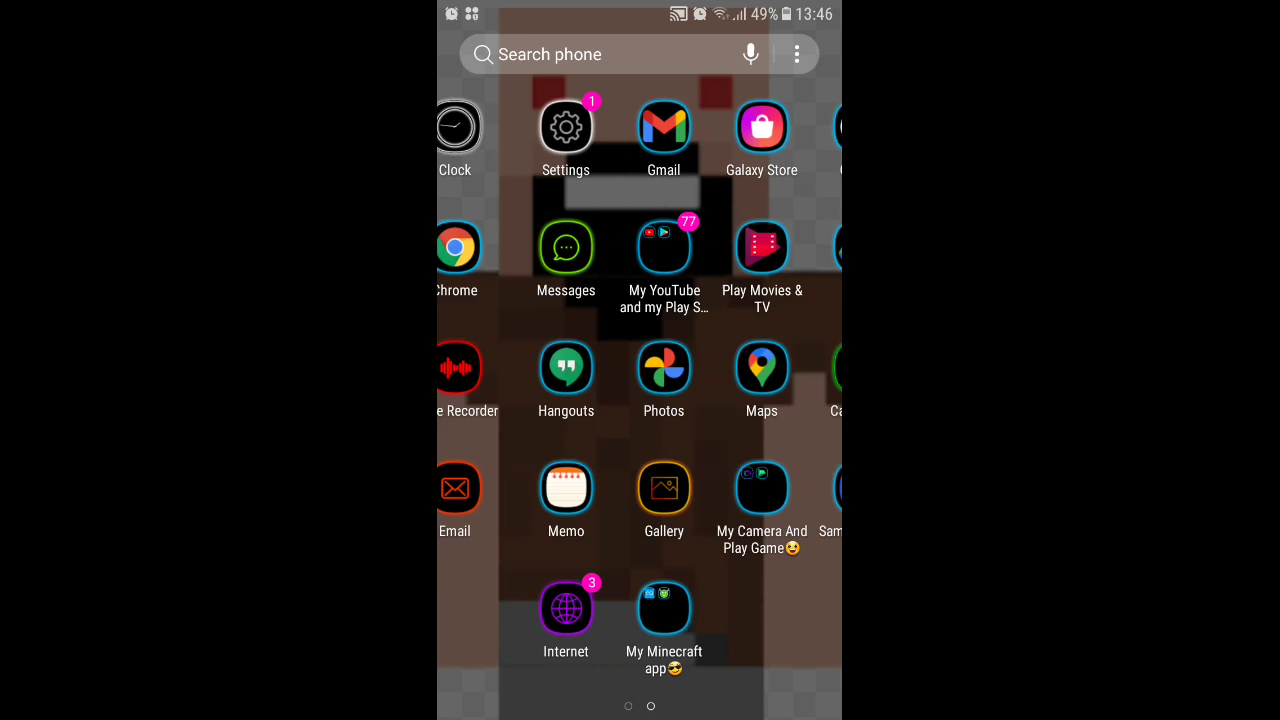 49% 13:46
Search phone
1
Clock Settings Gmail Galaxy Store
77
Chrome Messages My YouTube Play Movies &
and my Play S... TV
e Recorder Hangouts Photos Maps Ca
Email Memo Gallery My Camera And Sam
Play Game😆
3
Internet My Minecraft
app😎